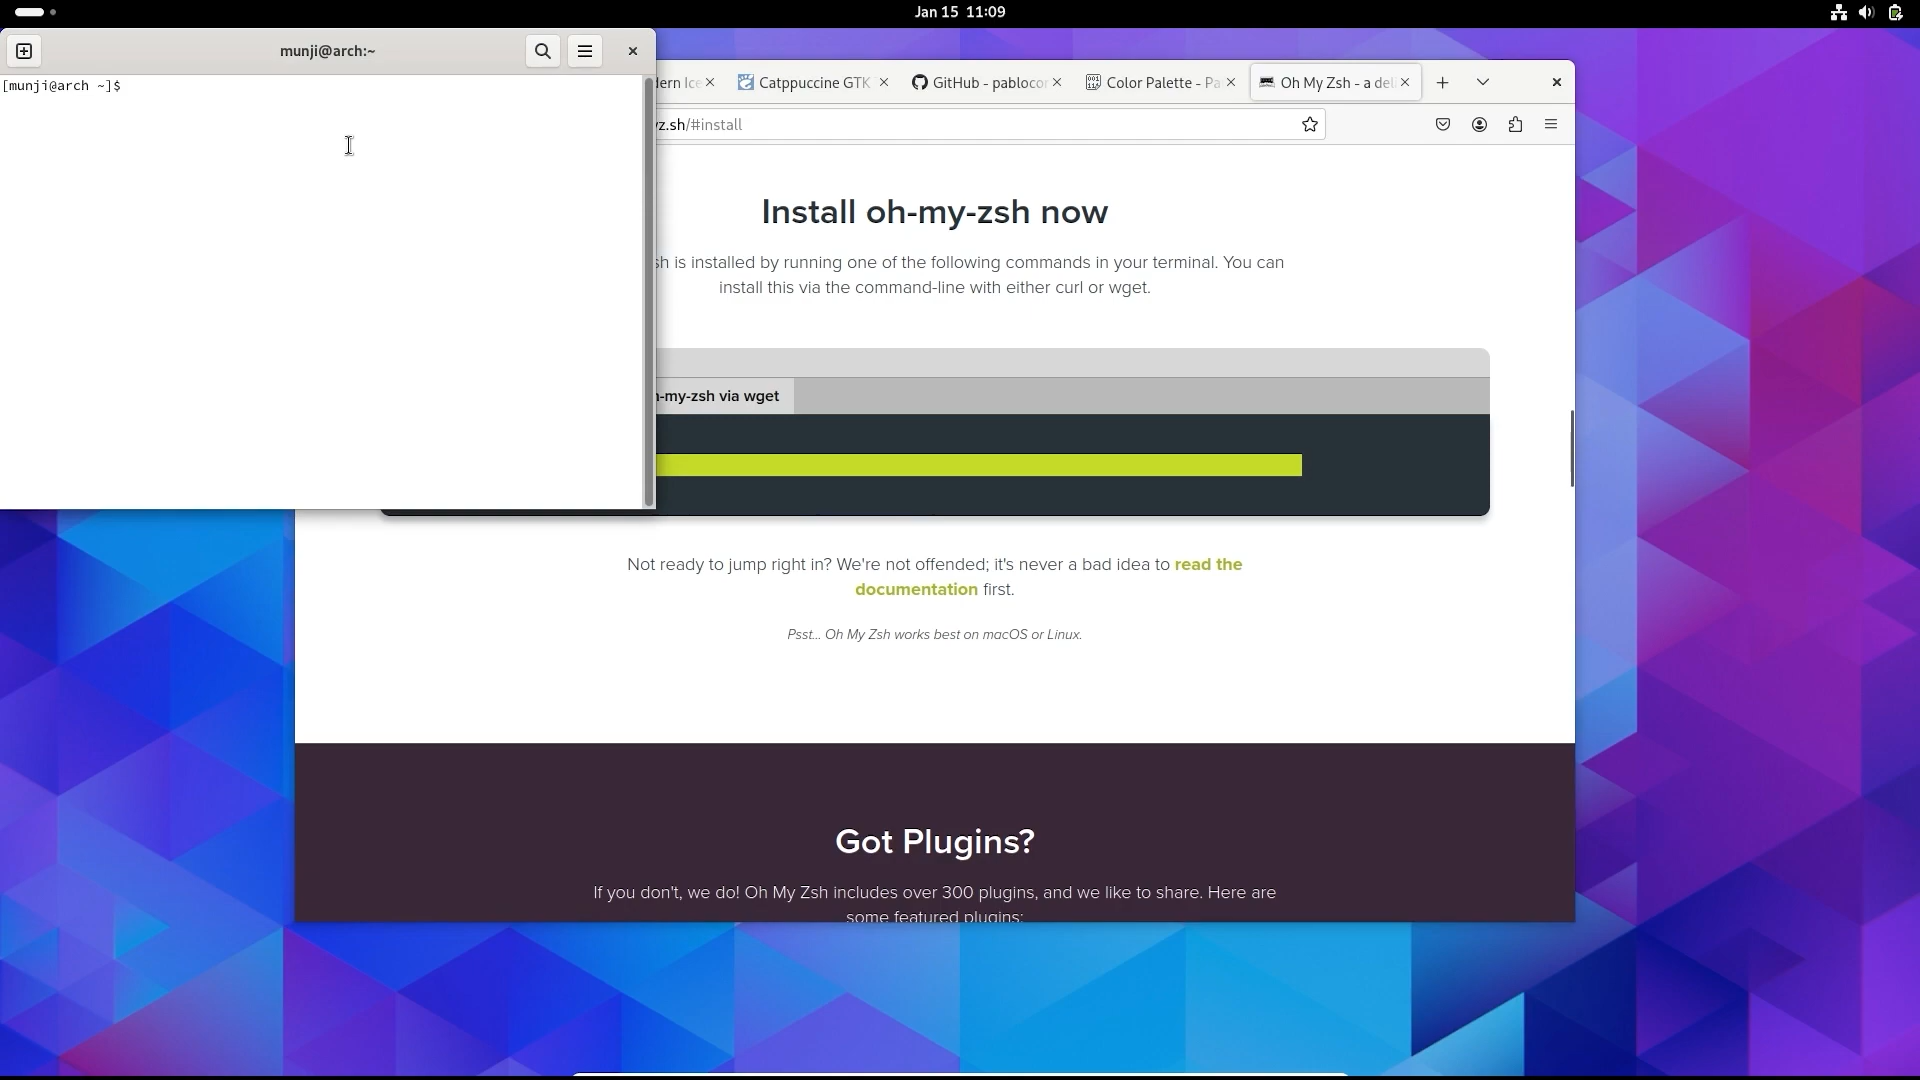 Jan 15 11:09
munji@arch:~
[munji@arch ~]$
dern Ice
Catppuccine GTK
GitHub - pablocor
Color Palette - Pa
Oh My Zsh - a deli
z.sh/#install
Install oh-my-zsh now
sh is installed by running one of the following commands in your terminal. You can
install this via the command-line with either curl or wget.
h-my-zsh via wget
Not ready to jump right in? We're not offended; it's never a bad idea to read the
documentation first.
Psst... Oh My Zsh works best on macOS or Linux.
Got Plugins?
If you don't, we do! Oh My Zsh includes over 300 plugins, and we like to share. Here are
some featured plugins: